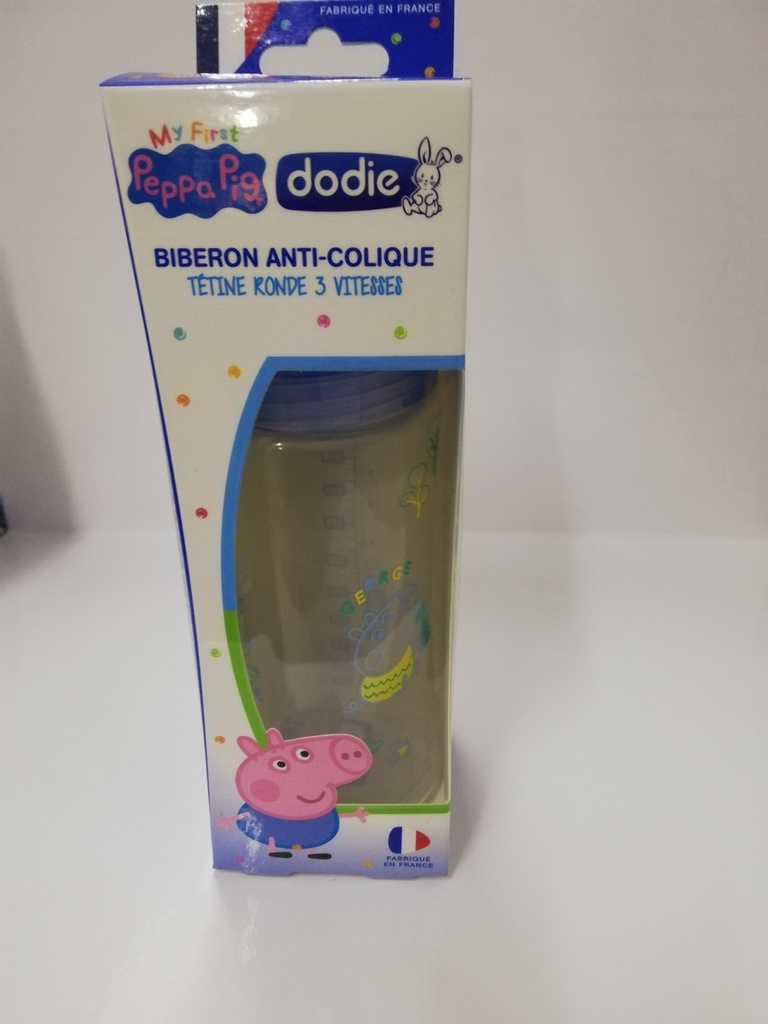 FABRIQUÉ EN FRANCE
My First
Peppa Pig
dodie®
BIBERON ANTI-COLIQUE
TÉTINE RONDE 3 VITESSES
GEORGE
FABRIQUÉ
EN FRANCE